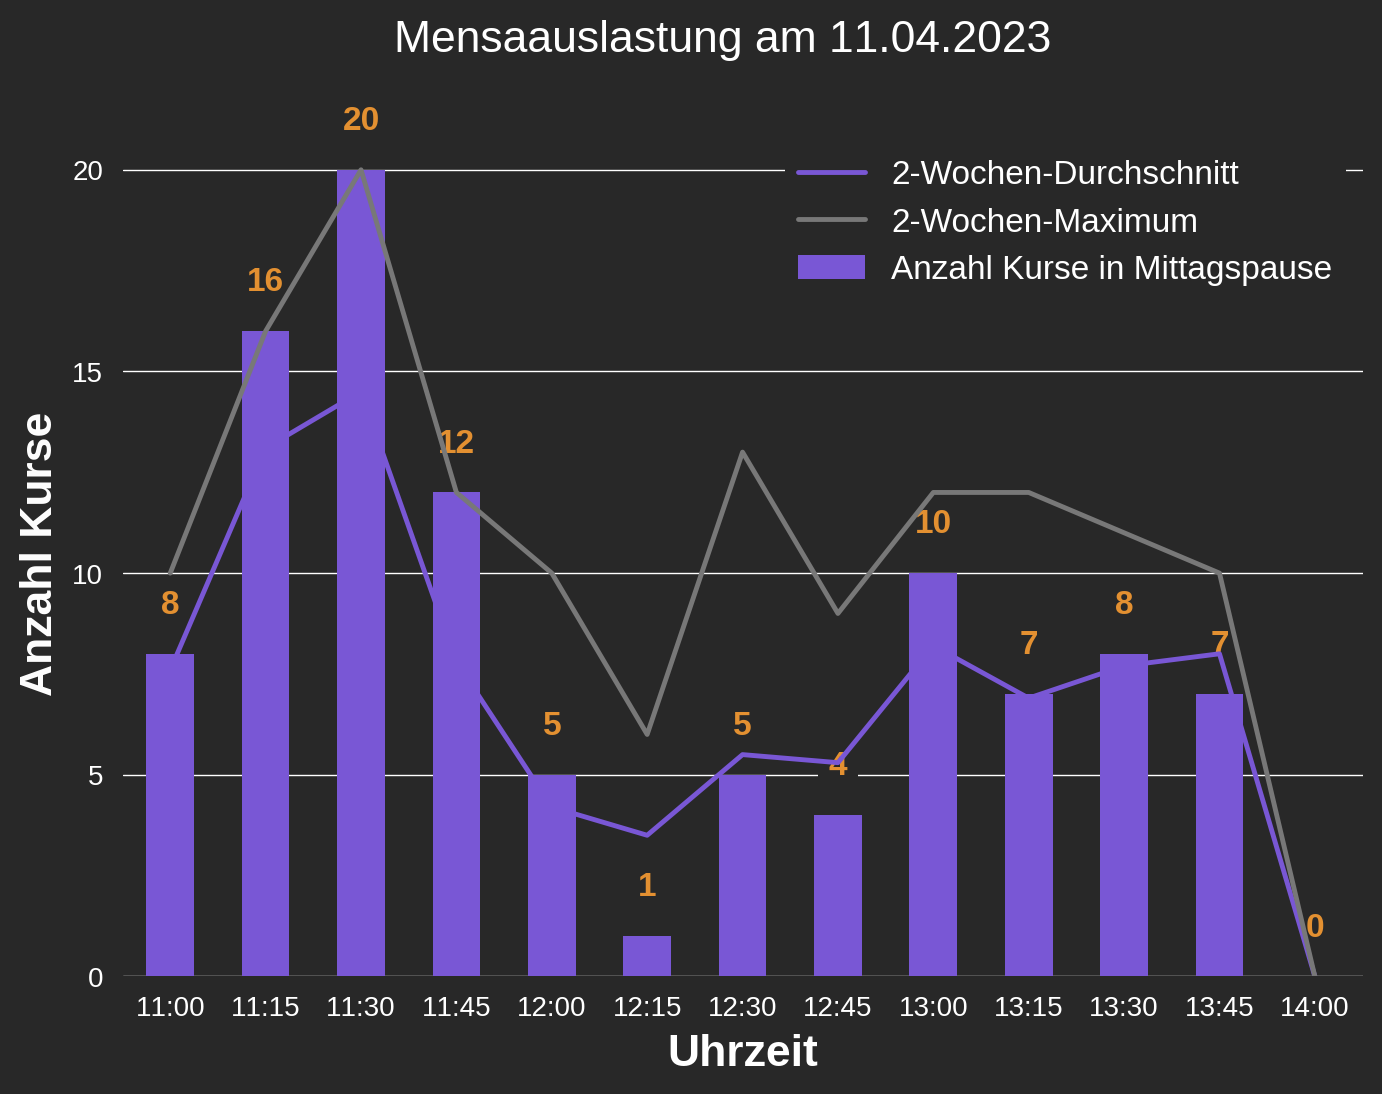 Mensaauslastung am 11.04.2023
20
15
10
5
0
Anzahl Kurse
8
16
20
12
5
1
5
4
10
7
8
7
0
2-Wochen-Durchschnitt
2-Wochen-Maximum
Anzahl Kurse in Mittagspause
11:00 11:15 11:30 11:45 12:00 12:15 12:30 12:45 13:00 13:15 13:30 13:45 14:00
Uhrzeit